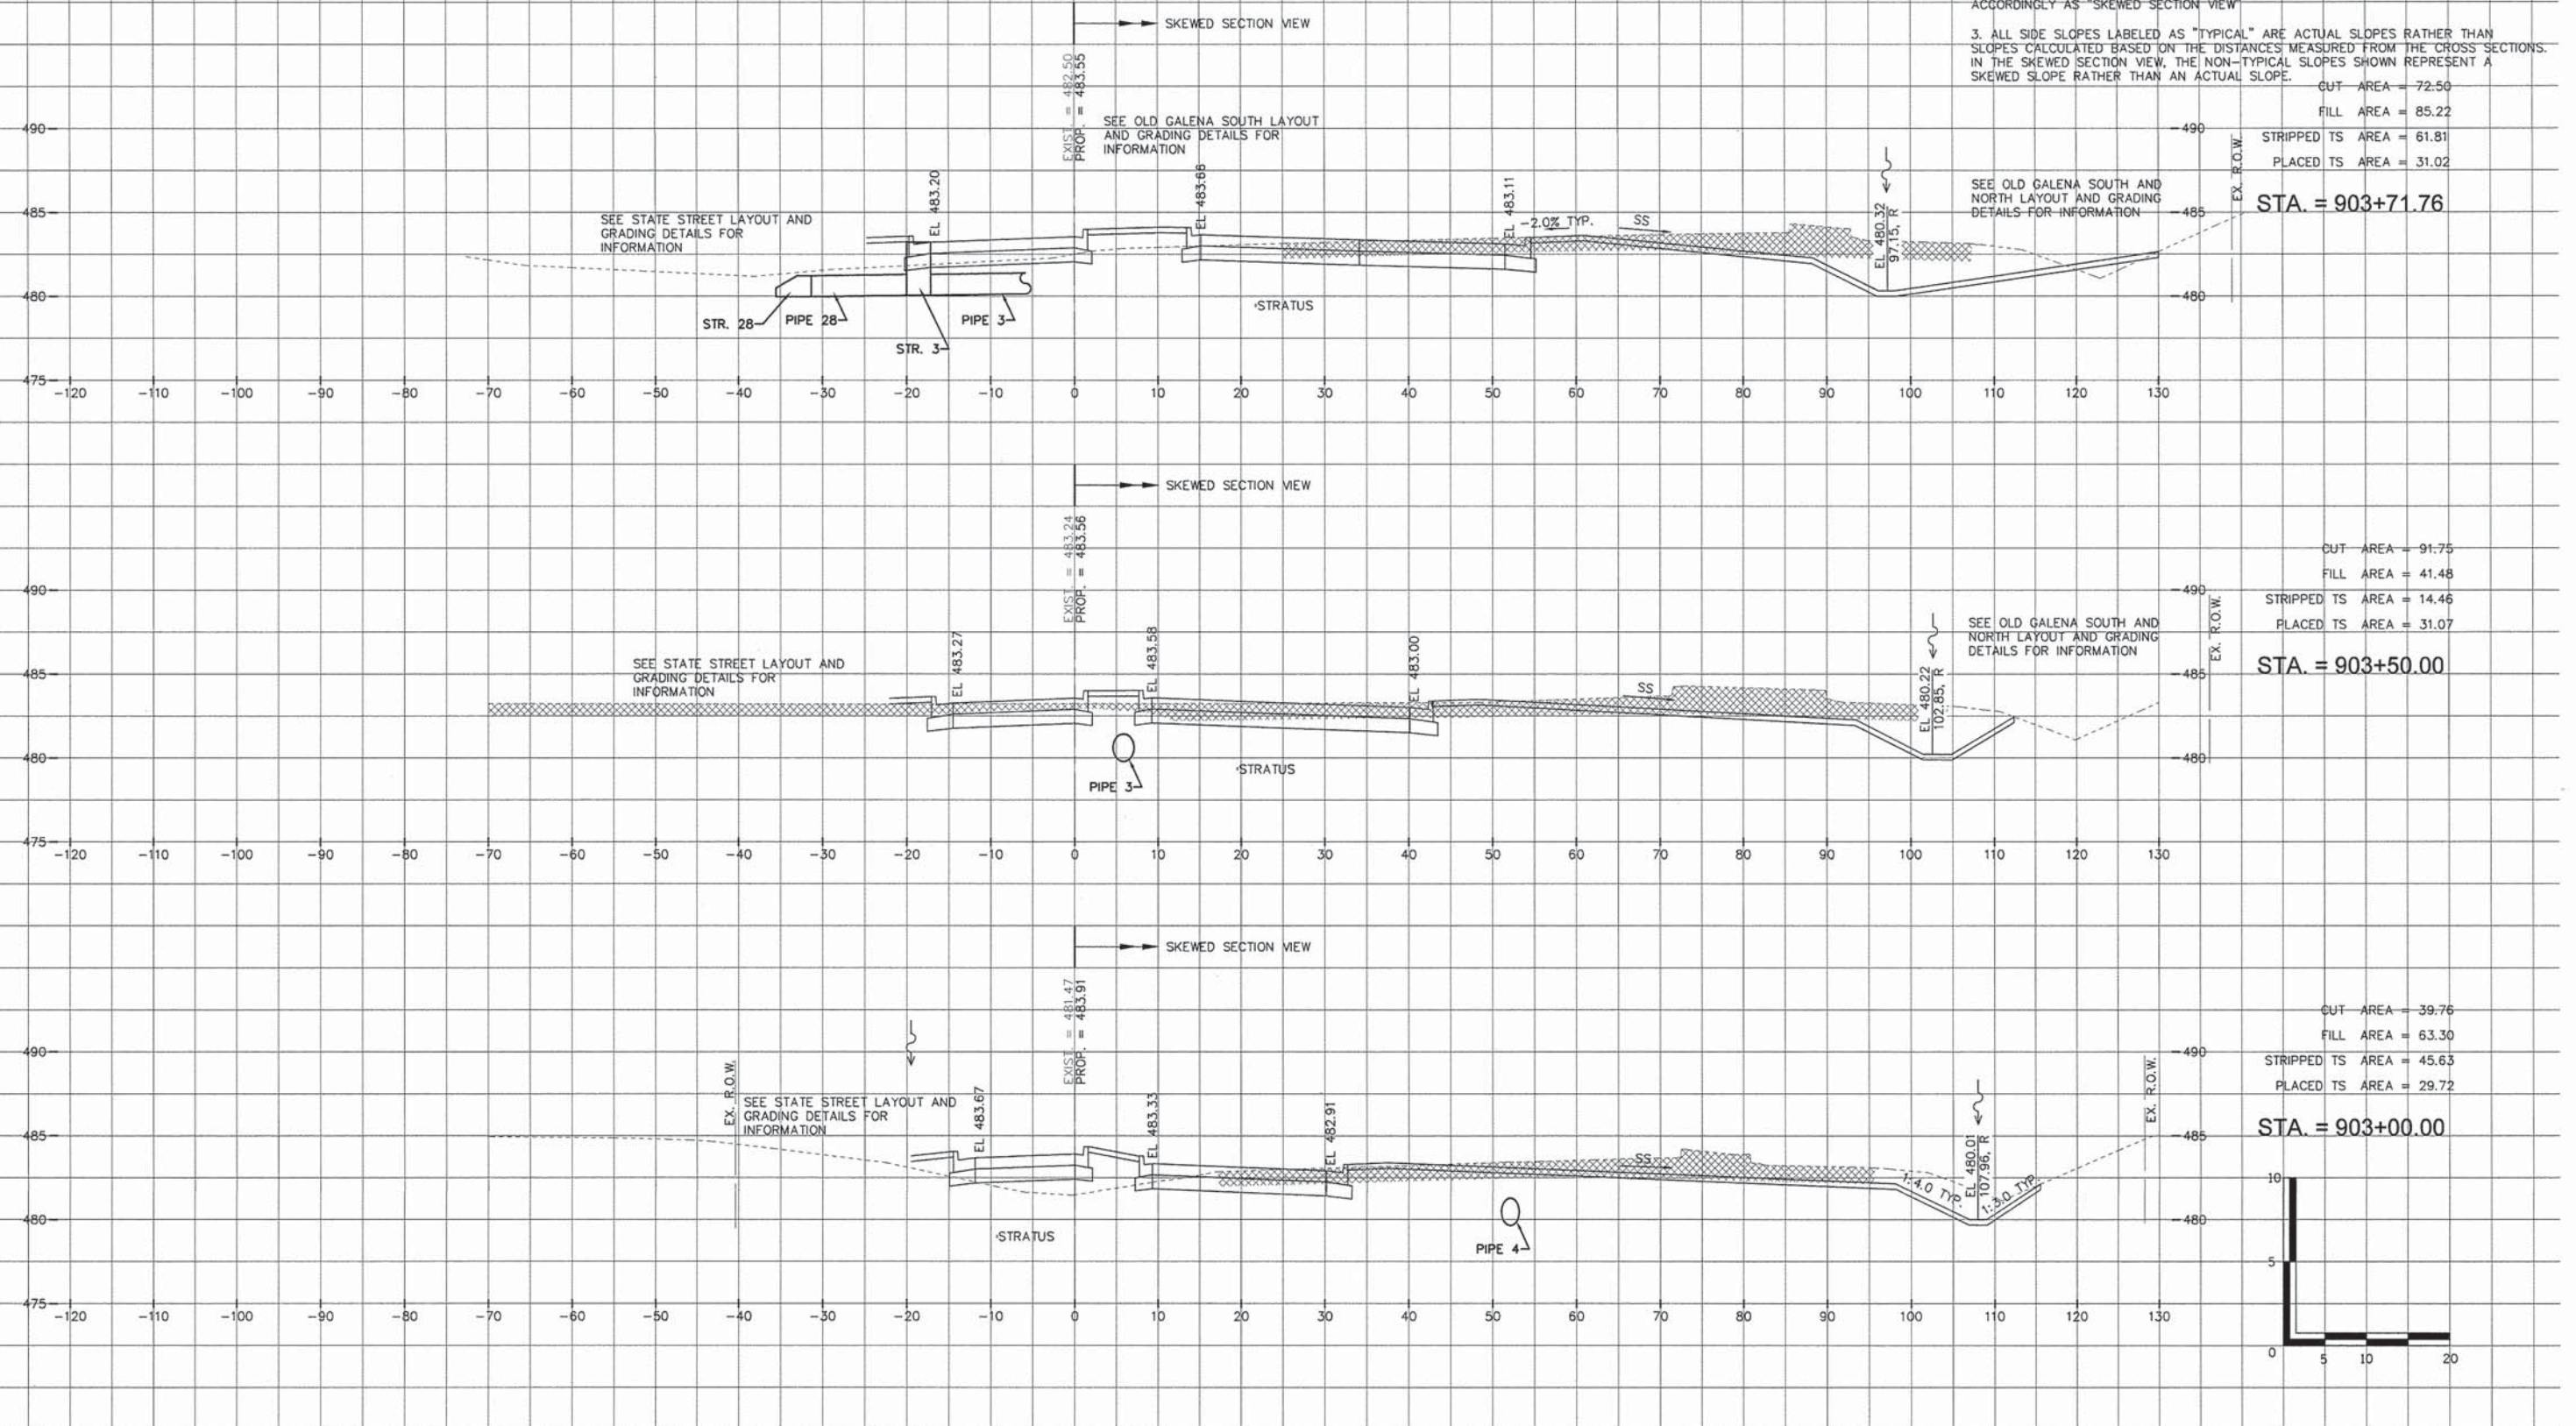 ACCORDINGLY AS "SKEWED SECTION VIEW"
3. ALL SIDE SLOPES LABELED AS "TYPICAL" ARE ACTUAL SLOPES RATHER THAN
SLOPES CALCULATED BASED ON THE DISTANCES MEASURED FROM THE CROSS SECTIONS.
IN THE SKEWED SECTION VIEW, THE NON-TYPICAL SLOPES SHOWN REPRESENT A
SKEWED SLOPE RATHER THAN AN ACTUAL SLOPE.
SKEWED SECTION VIEW
EXIST. = 482.50
PROP. = 483.55
CUT AREA = 72.50
FILL AREA = 85.22
STRIPPED TS AREA = 61.81
PLACED TS AREA = 31.02
STA. = 903+71.76
SEE OLD GALENA SOUTH LAYOUT
AND GRADING DETAILS FOR
INFORMATION
SEE STATE STREET LAYOUT AND
GRADING DETAILS FOR
INFORMATION
EL 483.20
EL 483.68
EL 483.11
-2.0% TYP.
SS
EL 480.32
97.15, R
SEE OLD GALENA SOUTH AND
NORTH LAYOUT AND GRADING
DETAILS FOR INFORMATION
EX. R.O.W.
490
490
485
485
480
480
475
STR. 28
PIPE 28
STR. 3
PIPE 3
STRATUS
-120 -110 -100 -90 -80 -70 -60 -50 -40 -30 -20 -10 0 10 20 30 40 50 60 70 80 90 100 110 120 130
SKEWED SECTION VIEW
EXIST. = 483.24
PROP. = 483.56
CUT AREA = 91.75
FILL AREA = 41.48
STRIPPED TS AREA = 14.46
PLACED TS AREA = 31.07
STA. = 903+50.00
SEE STATE STREET LAYOUT AND
GRADING DETAILS FOR
INFORMATION
EL 483.27
EL 483.58
EL 483.00
SS
EL 480.22
102.85, R
SEE OLD GALENA SOUTH AND
NORTH LAYOUT AND GRADING
DETAILS FOR INFORMATION
EX. R.O.W.
490
490
485
485
480
480
475
PIPE 3
STRATUS
-120 -110 -100 -90 -80 -70 -60 -50 -40 -30 -20 -10 0 10 20 30 40 50 60 70 80 90 100 110 120 130
SKEWED SECTION VIEW
EXIST. = 481.47
PROP. = 483.91
CUT AREA = 39.76
FILL AREA = 63.30
STRIPPED TS AREA = 45.63
PLACED TS AREA = 29.72
STA. = 903+00.00
EX. R.O.W.
SEE STATE STREET LAYOUT AND
GRADING DETAILS FOR
INFORMATION
EL 483.67
EL 483.33
EL 482.91
SS
1:4.0 TYP.
EL 480.01
107.96, R
1:3.0 TYP.
EX. R.O.W.
490
490
485
485
480
480
475
STRATUS
PIPE 4
-120 -110 -100 -90 -80 -70 -60 -50 -40 -30 -20 -10 0 10 20 30 40 50 60 70 80 90 100 110 120 130
10
5
0 5 10 20